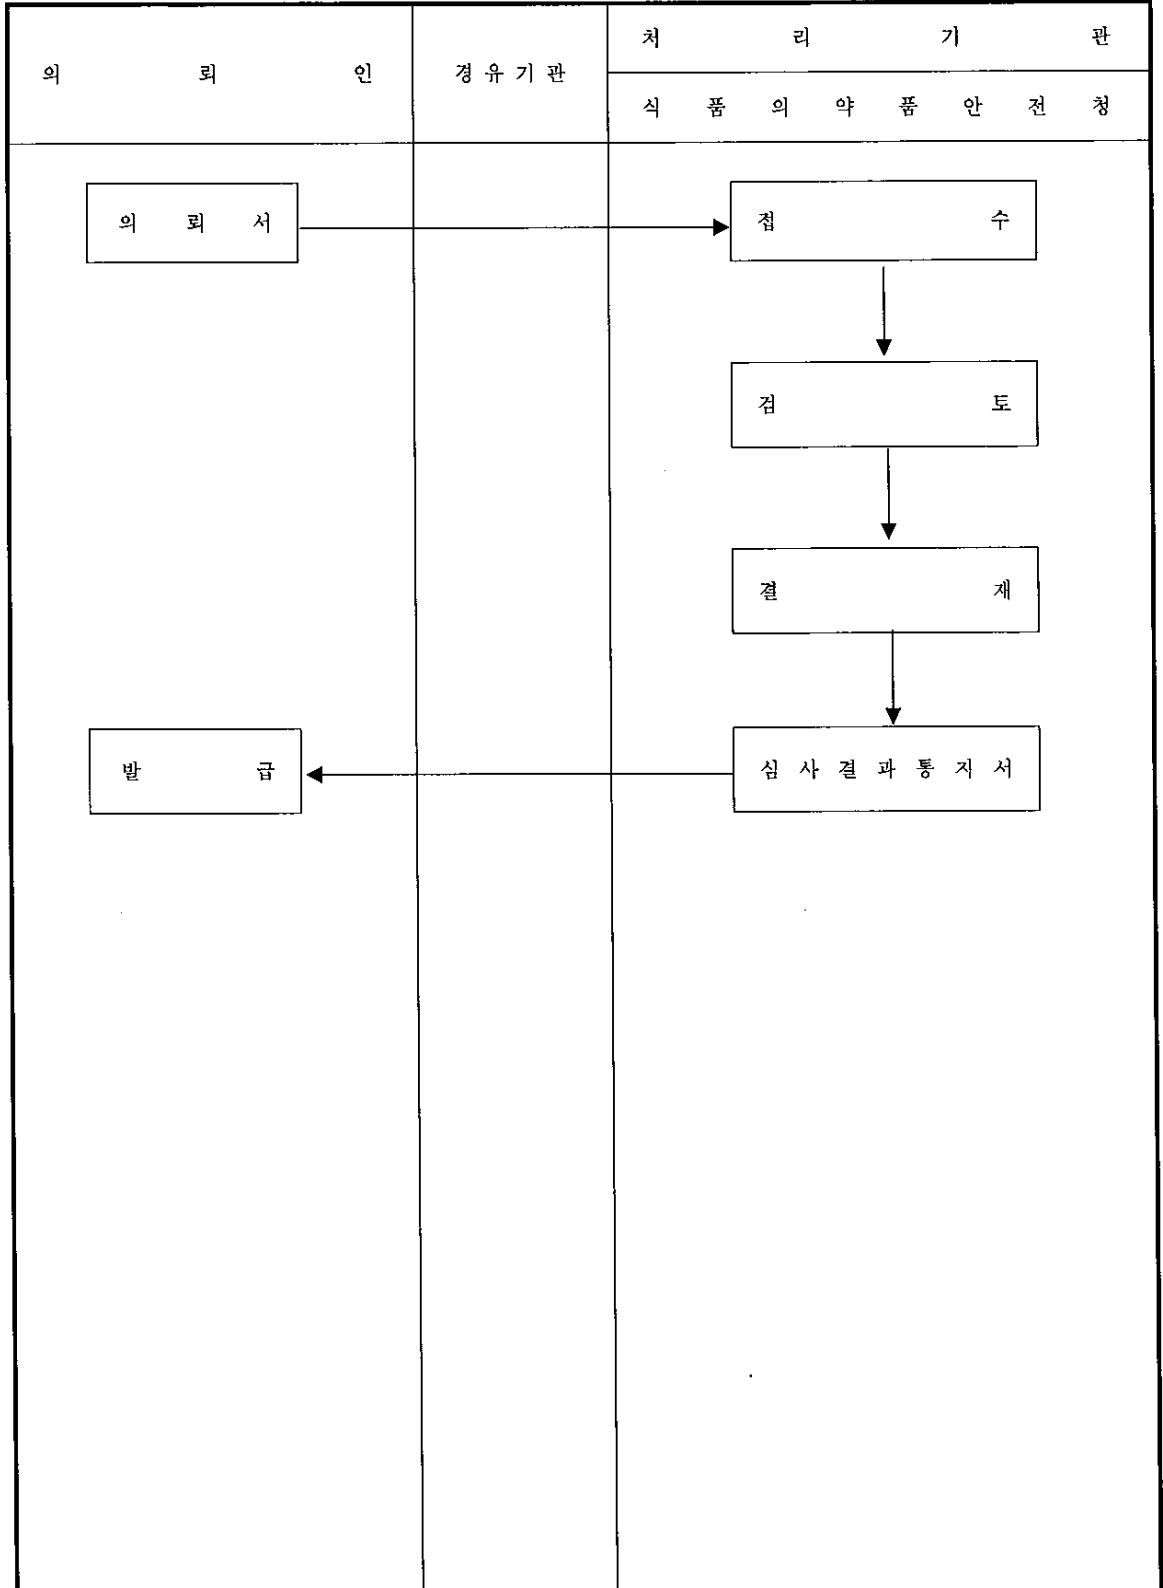 의뢰인
경유기관
처리기관
식품의약품안전청
의뢰서
접수
검토
결재
발급
심사결과통지서